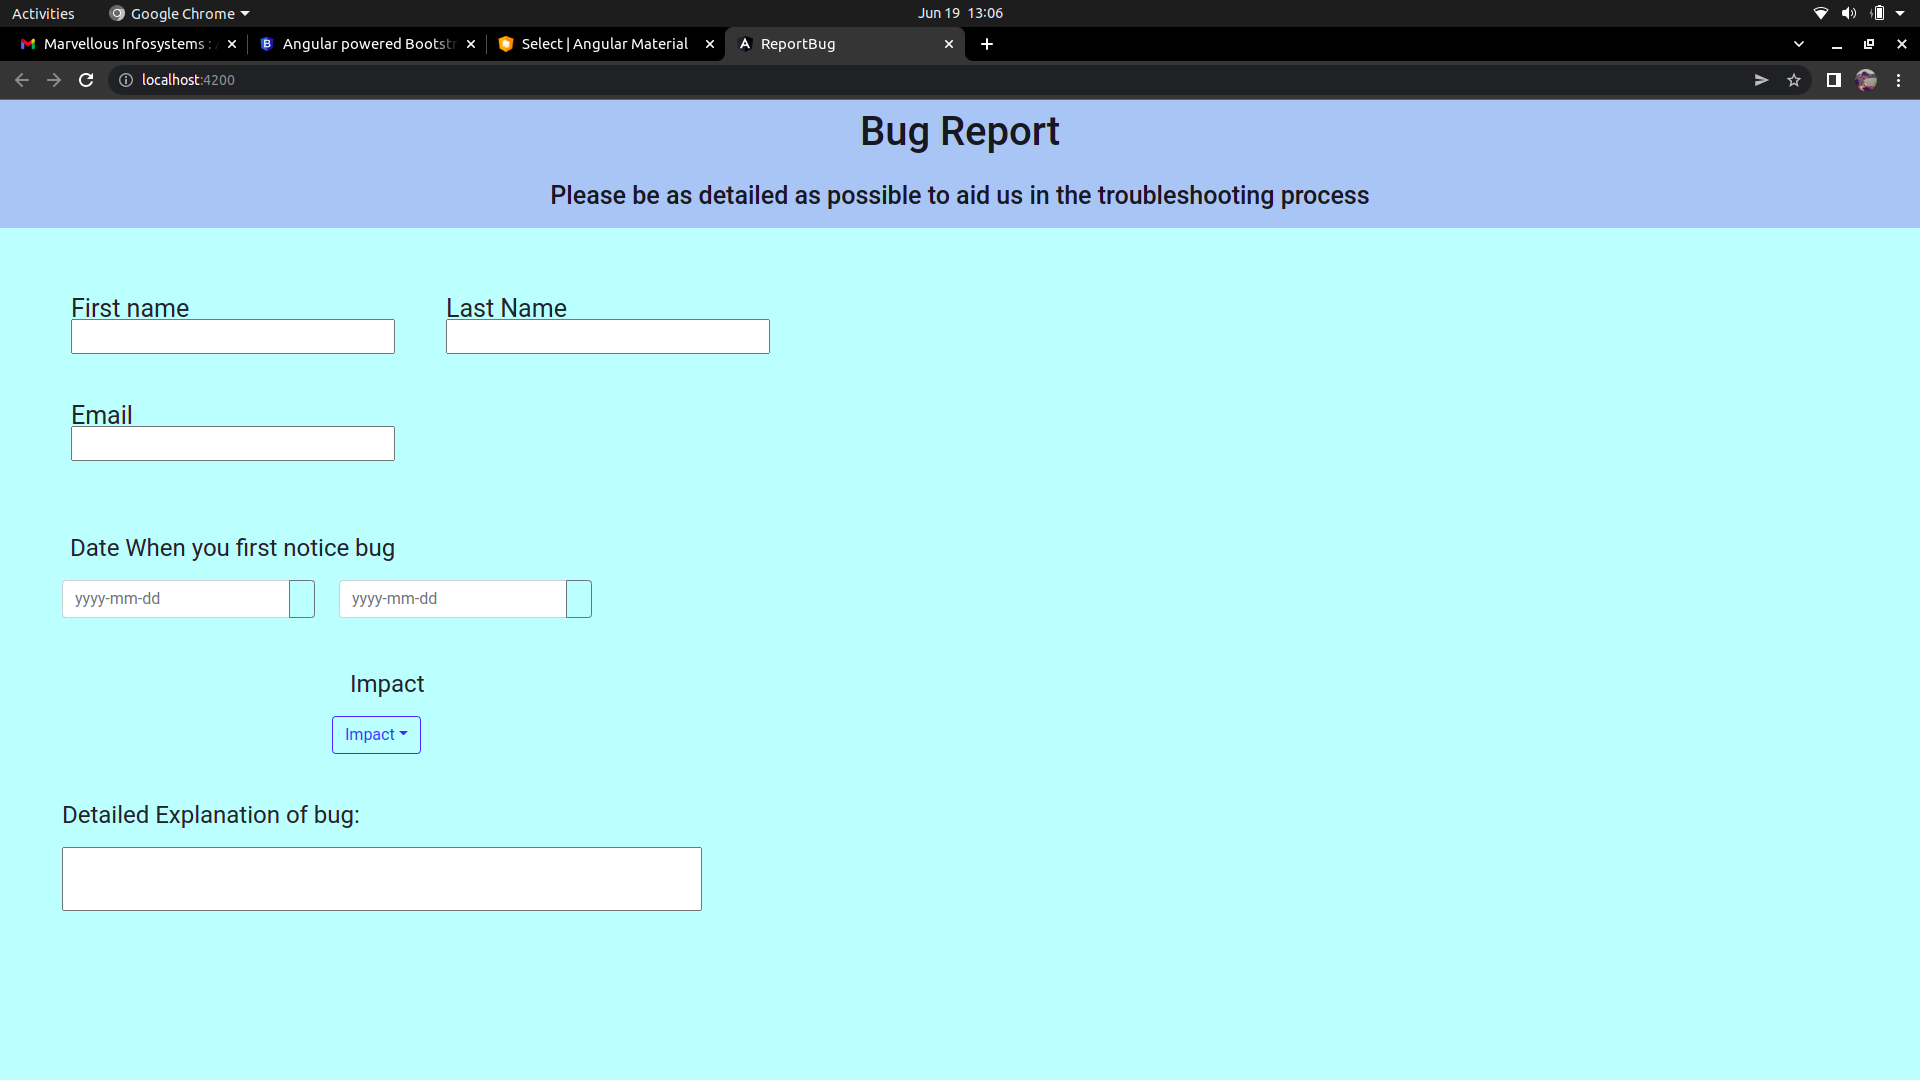 Activities Google Chrome Jun 19 13:06
Marvellous Infosystems : Angular powered Bootstr Select | Angular Material ReportBug
localhost:4200
Bug Report
Please be as detailed as possible to aid us in the troubleshooting process
First name Last Name
Email
Date When you first notice bug
yyyy-mm-dd yyyy-mm-dd
Impact
Impact
Detailed Explanation of bug: